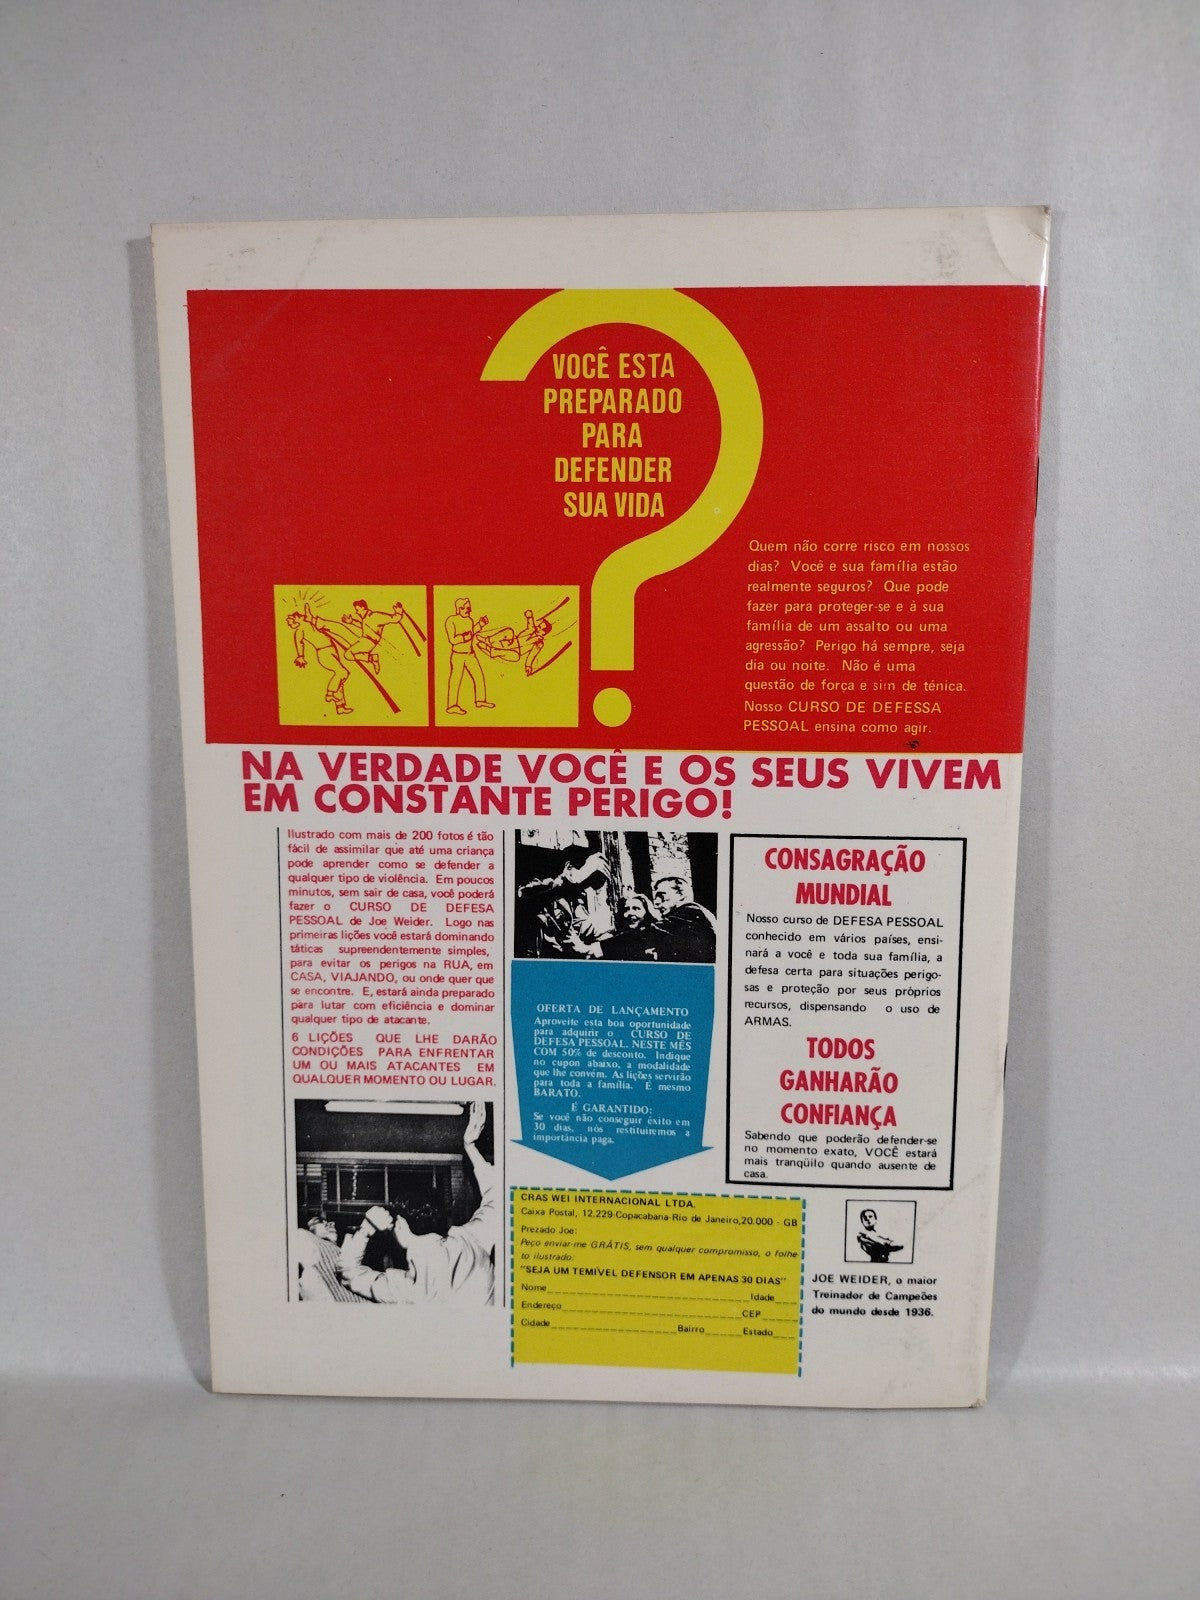 VOCÊ ESTA
PREPARADO
PARA
DEFENDER
SUA VIDA
Quem não corre risco em nossos
dias? Você e sua família estão
realmente seguros? Que pode
fazer para proteger-se e à sua
família de um assalto ou uma
agressão? Perigo há sempre, seja
dia ou noite. Não é uma
questão de força e sim de ténica.
Nosso CURSO DE DEFESSA
PESSOAL ensina como agir.
NA VERDADE VOCÊ E OS SEUS VIVEM
EM CONSTANTE PERIGO!
Ilustrado com mais de 200 fotos é tão
fácil de assimilar que até uma criança
pode aprender como se defender a
qualquer tipo de violência. Em poucos
minutos, sem sair de casa, você poderá
fazer o CURSO DE DEFESA
PESSOAL de Joe Weider. Logo nas
primeiras lições você estará dominando
táticas supreendentemente simples,
para evitar os perigos na RUA, em
CASA, VIAJANDO, ou onde quer que
se encontre. E, estará ainda preparado
para lutar com eficiência e dominar
qualquer tipo de atacante.
6 LIÇÕES QUE LHE DARÃO
CONDIÇÕES PARA ENFRENTAR
UM OU MAIS ATACANTES EM
QUALQUER MOMENTO OU LUGAR.
OFERTA DE LANÇAMENTO
Aproveite esta boa oportunidade
para adquirir o CURSO DE
DEFESA PESSOAL. NESTE MÊS
COM 50% de desconto. Indique
no cupon abaixo, a modalidade
que lhe convém. As lições servirão
para toda a família. É mesmo
BARATO.
É GARANTIDO:
Se você não conseguir êxito em
30 dias, nós restituiremos a
importância paga.
CONSAGRAÇÃO
MUNDIAL
Nosso curso de DEFESA PESSOAL
conhecido em vários países, ensi-
nará a você e toda sua família, a
defesa certa para situações perigo-
sas e proteção por seus próprios
recursos, dispensando o uso de
ARMAS.
TODOS
GANHARÃO
CONFIANÇA
Sabendo que poderão defender-se
no momento exato, VOCÊ estará
mais tranqüilo quando ausente de
casa.
CRAS WEI INTERNACIONAL LTDA.
Caixa Postal, 12.229-Copacabana-Rio de Janeiro,20.000 - GB
Prezado Joe:
Peço enviar-me GRÁTIS, sem qualquer compromisso, o folhe-
to ilustrado:
"SEJA UM TEMÍVEL DEFENSOR EM APENAS 30 DIAS"
Nome____Idade____
Endereço____CEP____
Cidade____Bairro____Estado____
JOE WEIDER, o maior
Treinador de Campeões
do mundo desde 1936.